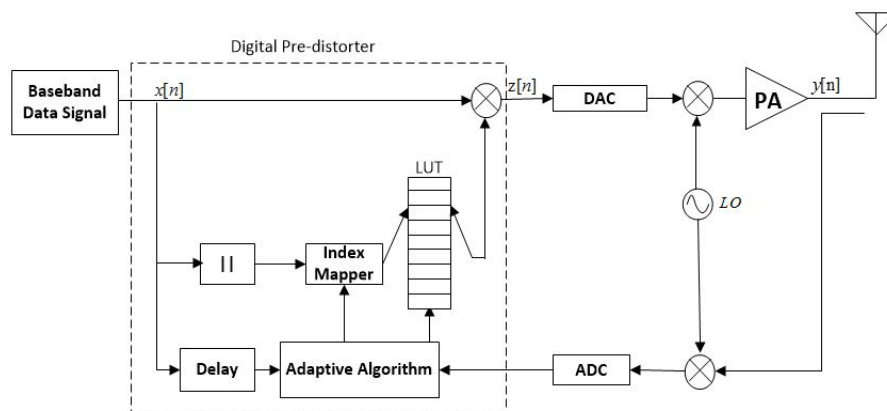 Digital Pre-distorter
Baseband
Data Signal
x[n]
z[n]
DAC
PA
y[n]
LUT
LO
||
Index
Mapper
Delay
Adaptive Algorithm
ADC